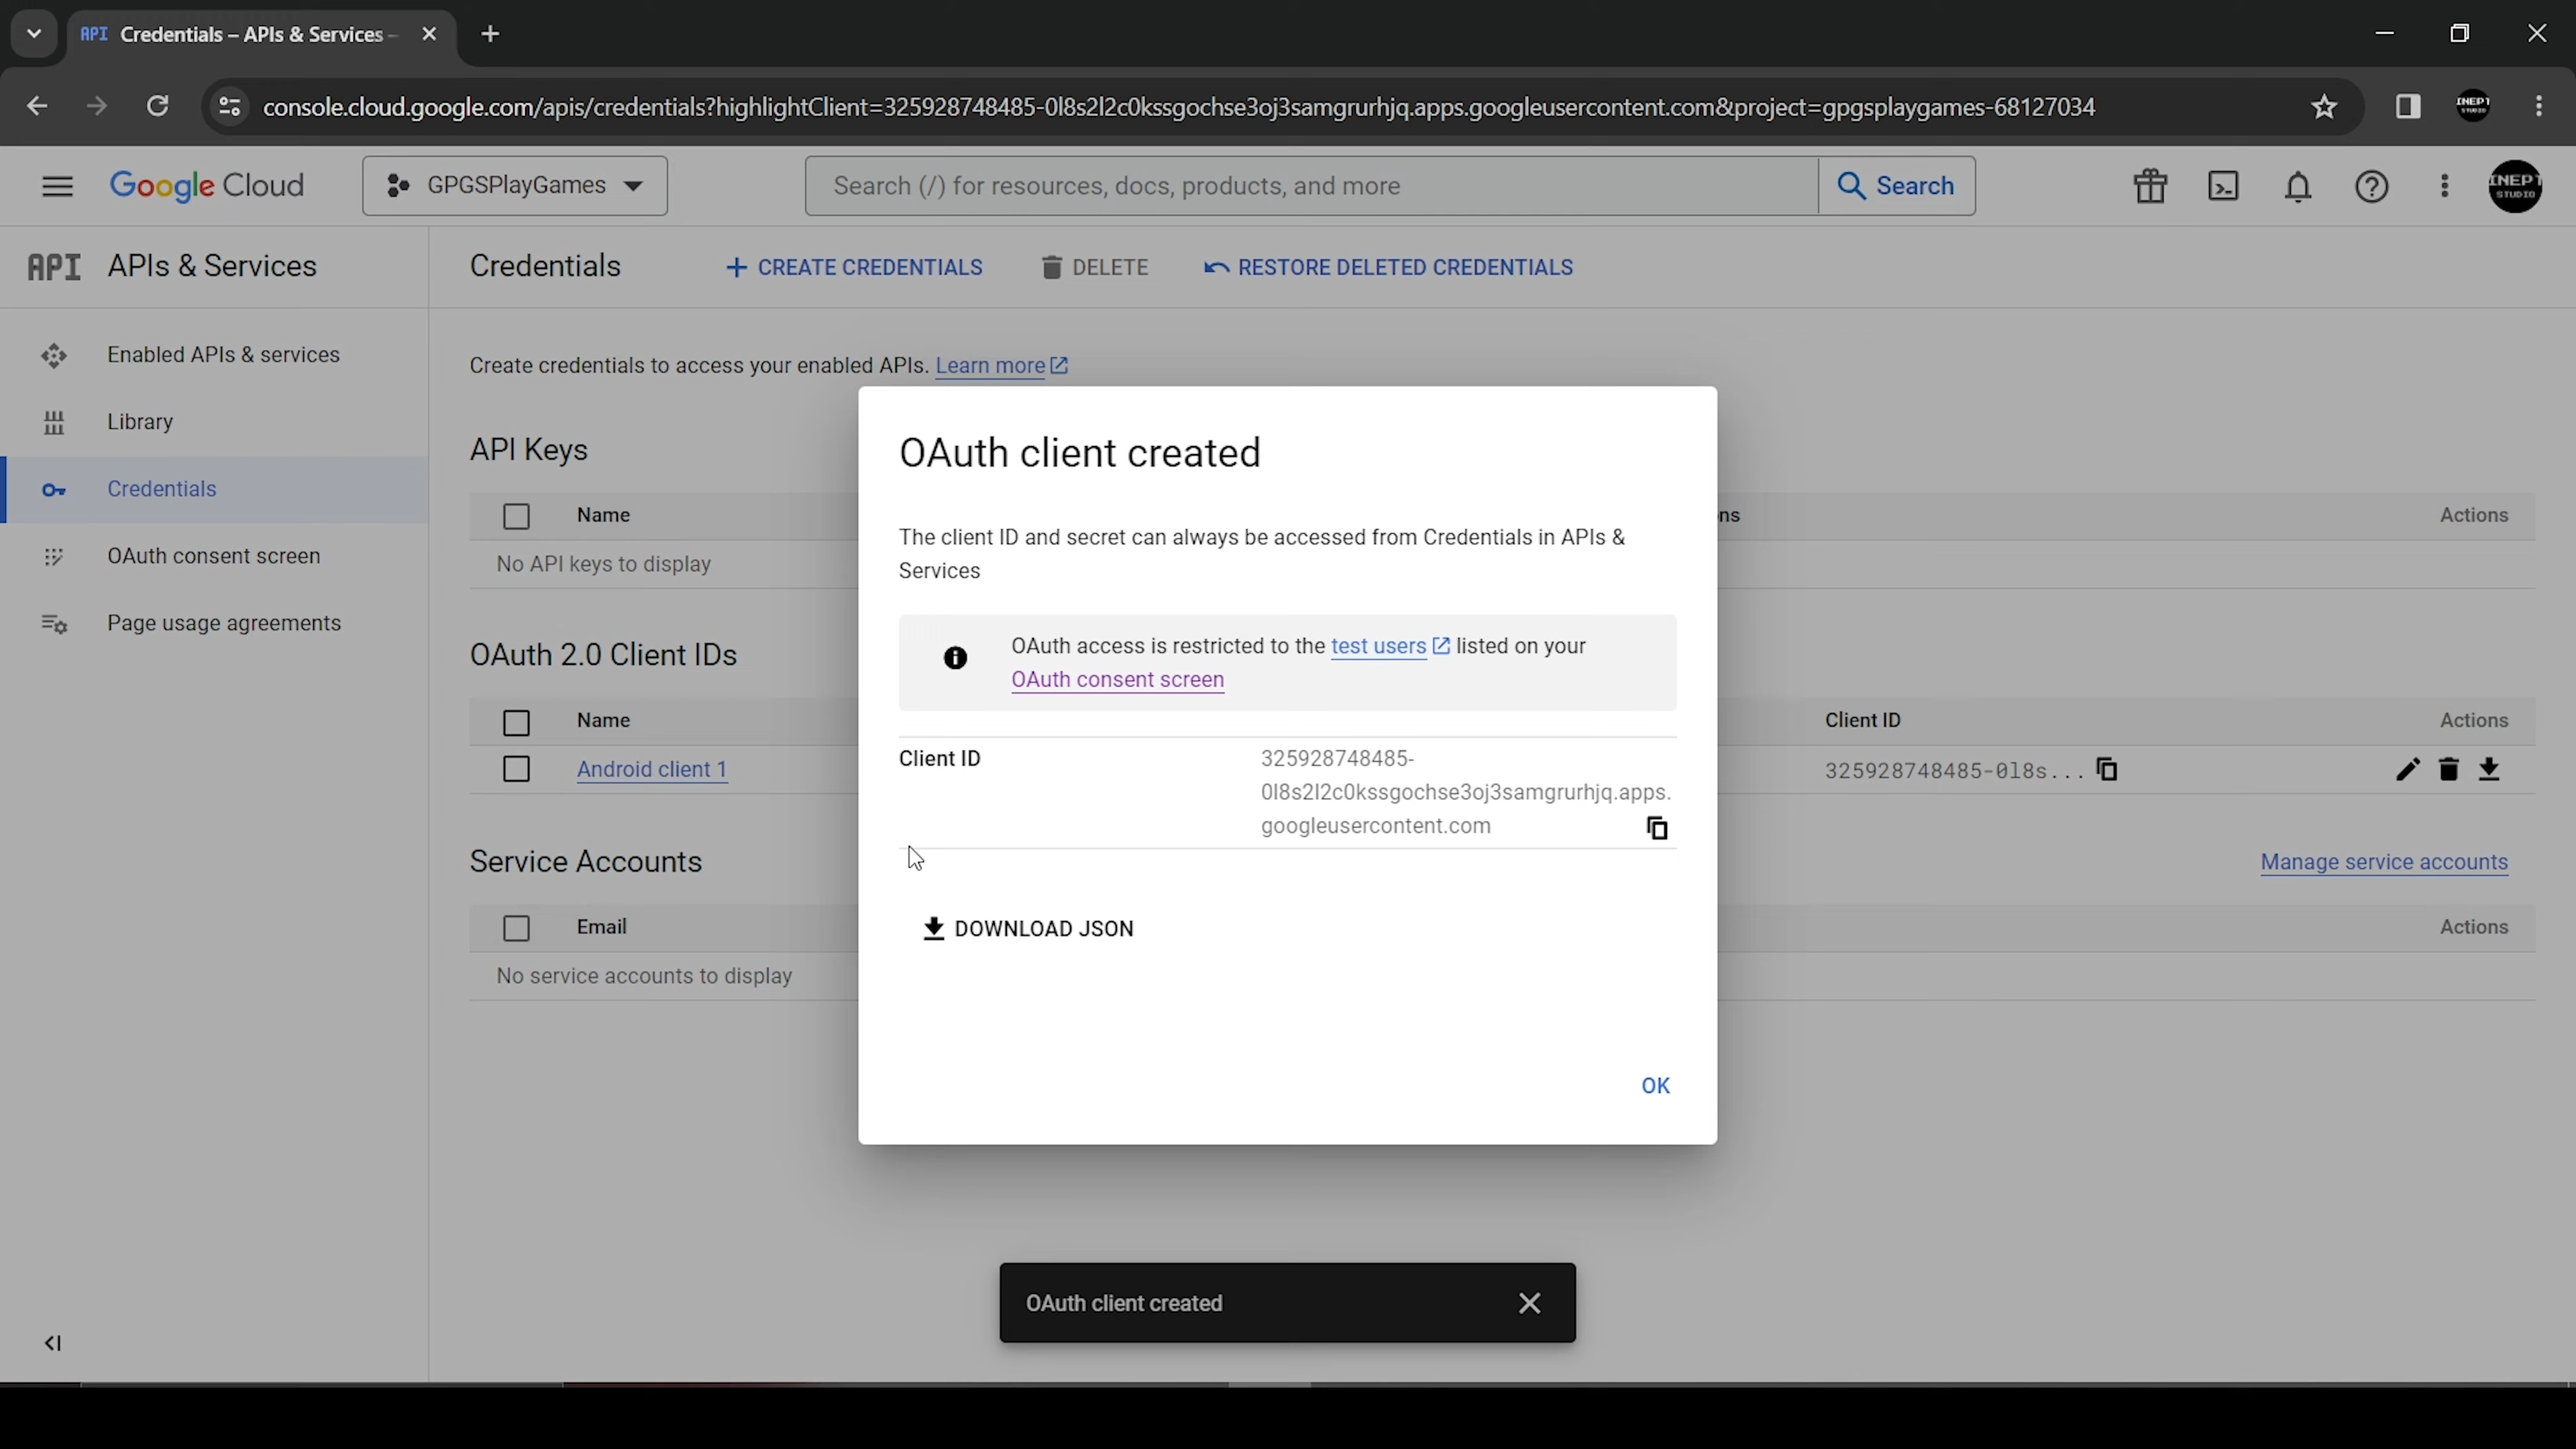 API Credentials – APIs & Services –
console.cloud.google.com/apis/credentials?highlightClient=325928748485-0l8s2l2c0kssgochse3oj3samgrurhjq.apps.googleusercontent.com&project=gpgsplaygames-68127034
INEPT STUDIO
Google Cloud GPGSPlayGames Search (/) for resources, docs, products, and more Search
INEPT
STUDIO
API APIs & Services
Credentials + CREATE CREDENTIALS DELETE RESTORE DELETED CREDENTIALS
Enabled APIs & services
Library
Credentials
OAuth consent screen
Page usage agreements
Create credentials to access your enabled APIs. Learn more
API Keys
Name Actions
No API keys to display
OAuth 2.0 Client IDs
Name Client ID Actions
Android client 1 325928748485-0l8s...
Service Accounts Manage service accounts
Email Actions
No service accounts to display
OAuth client created
The client ID and secret can always be accessed from Credentials in APIs &
Services
OAuth access is restricted to the test users listed on your
OAuth consent screen
Client ID 325928748485-
0l8s2l2c0kssgochse3oj3samgrurhjq.apps.
googleusercontent.com
DOWNLOAD JSON
OK
OAuth client created